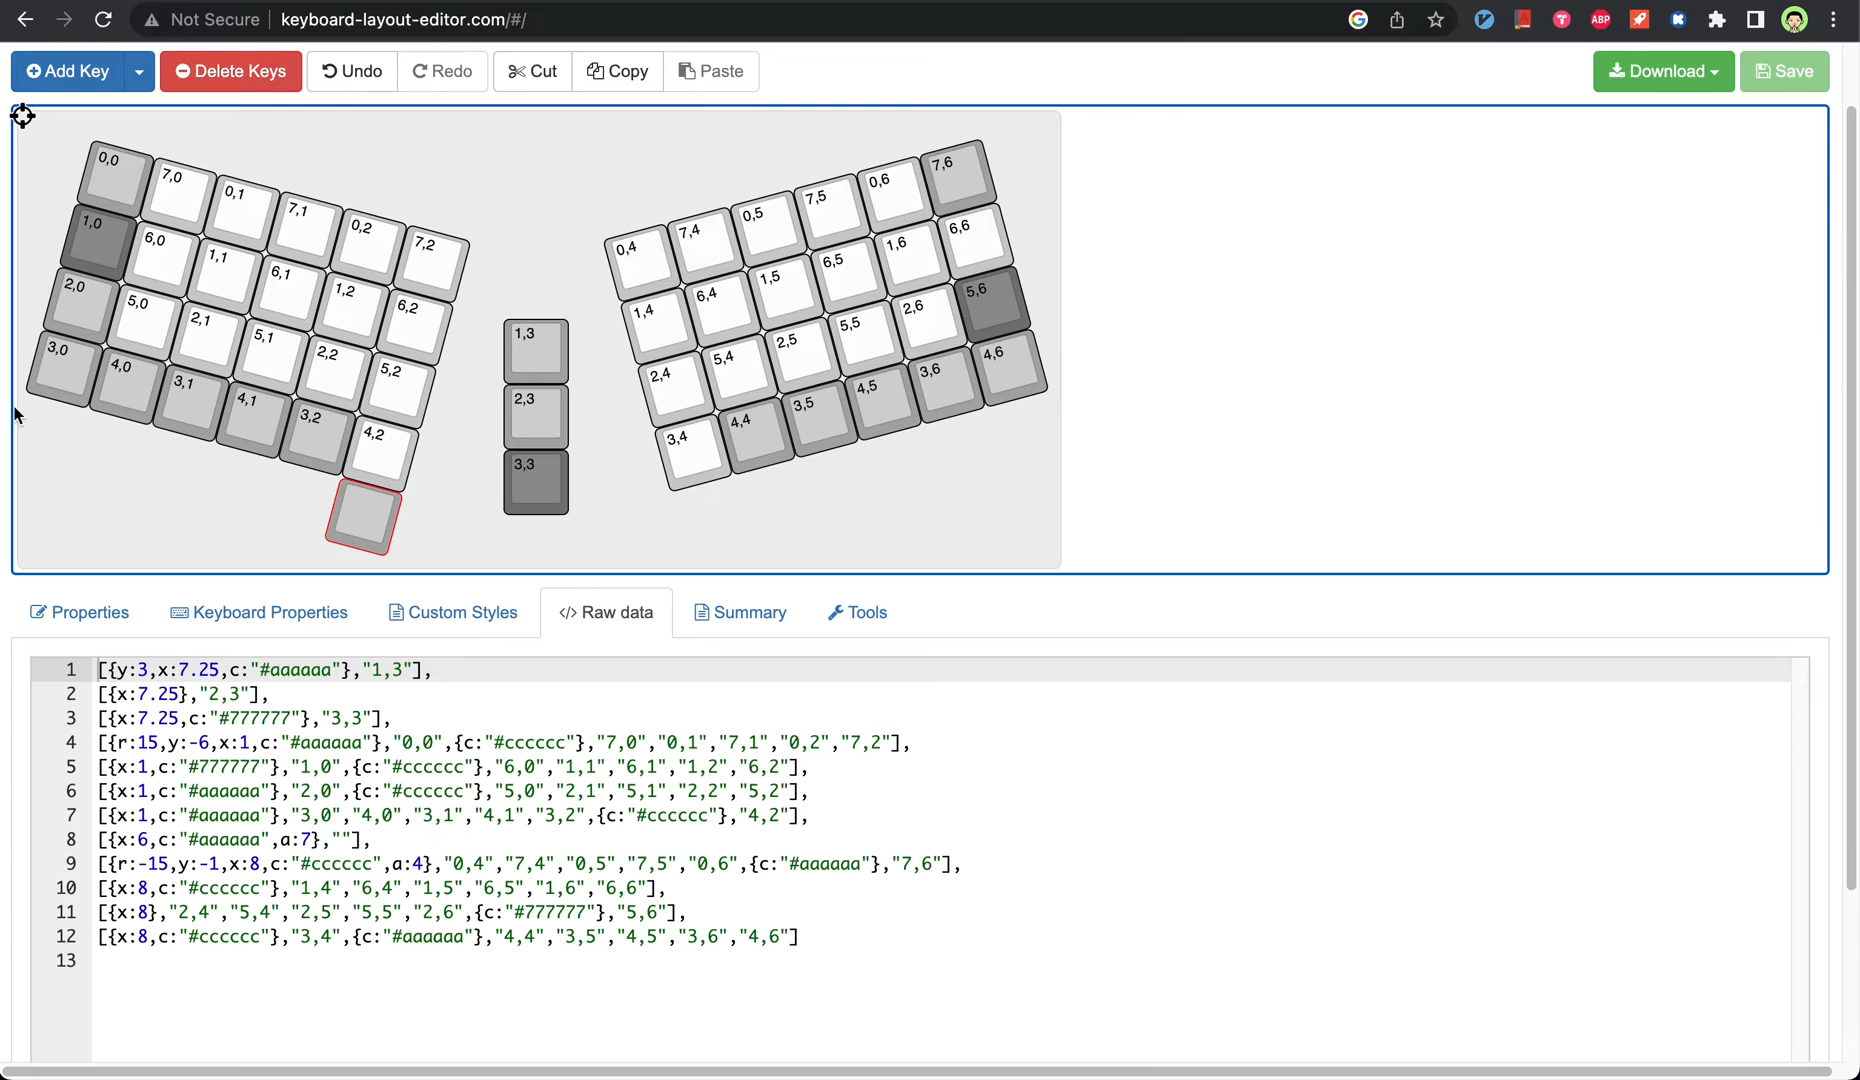 Not Secure keyboard-layout-editor.com/#/
ABP
Add Key Delete Keys Undo Redo Cut Copy Paste Download Save
0,0 7,0 0,1 7,1 0,2 7,2
1,0 6,0 1,1 6,1 1,2 6,2
2,0 5,0 2,1 5,1 2,2 5,2
3,0 4,0 3,1 4,1 3,2 4,2
1,3
2,3
3,3
0,4 7,4 0,5 7,5 0,6 7,6
1,4 6,4 1,5 6,5 1,6 6,6
2,4 5,4 2,5 5,5 2,6 5,6
3,4 4,4 3,5 4,5 3,6 4,6
Properties Keyboard Properties Custom Styles </> Raw data Summary Tools
1 [{y:3,x:7.25,c:"#aaaaaa"},"1,3"],
2 [{x:7.25},"2,3"],
3 [{x:7.25,c:"#777777"},"3,3"],
4 [{r:15,y:-6,x:1,c:"#aaaaaa"},"0,0",{c:"#cccccc"},"7,0","0,1","7,1","0,2","7,2"],
5 [{x:1,c:"#777777"},"1,0",{c:"#cccccc"},"6,0","1,1","6,1","1,2","6,2"],
6 [{x:1,c:"#aaaaaa"},"2,0",{c:"#cccccc"},"5,0","2,1","5,1","2,2","5,2"],
7 [{x:1,c:"#aaaaaa"},"3,0","4,0","3,1","4,1","3,2",{c:"#cccccc"},"4,2"],
8 [{x:6,c:"#aaaaaa",a:7},""],
9 [{r:-15,y:-1,x:8,c:"#cccccc",a:4},"0,4","7,4","0,5","7,5","0,6",{c:"#aaaaaa"},"7,6"],
10 [{x:8,c:"#cccccc"},"1,4","6,4","1,5","6,5","1,6","6,6"],
11 [{x:8},"2,4","5,4","2,5","5,5","2,6",{c:"#777777"},"5,6"],
12 [{x:8,c:"#cccccc"},"3,4",{c:"#aaaaaa"},"4,4","3,5","4,5","3,6","4,6"]
13